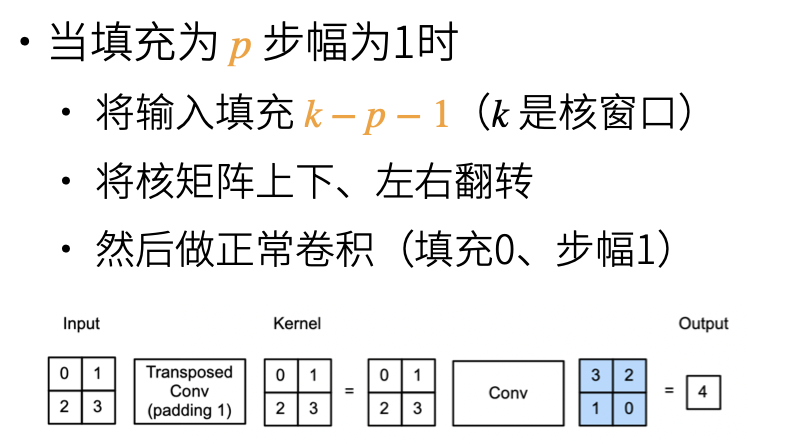 • 当填充为 p 步幅为1时
• 将输入填充 k − p − 1（k 是核窗口）
• 将核矩阵上下、左右翻转
• 然后做正常卷积（填充0、步幅1）
Input Kernel Output
0 1 Transposed 0 1 0 1 3 2
Conv = Conv = 4
2 3 (padding 1) 2 3 2 3 1 0